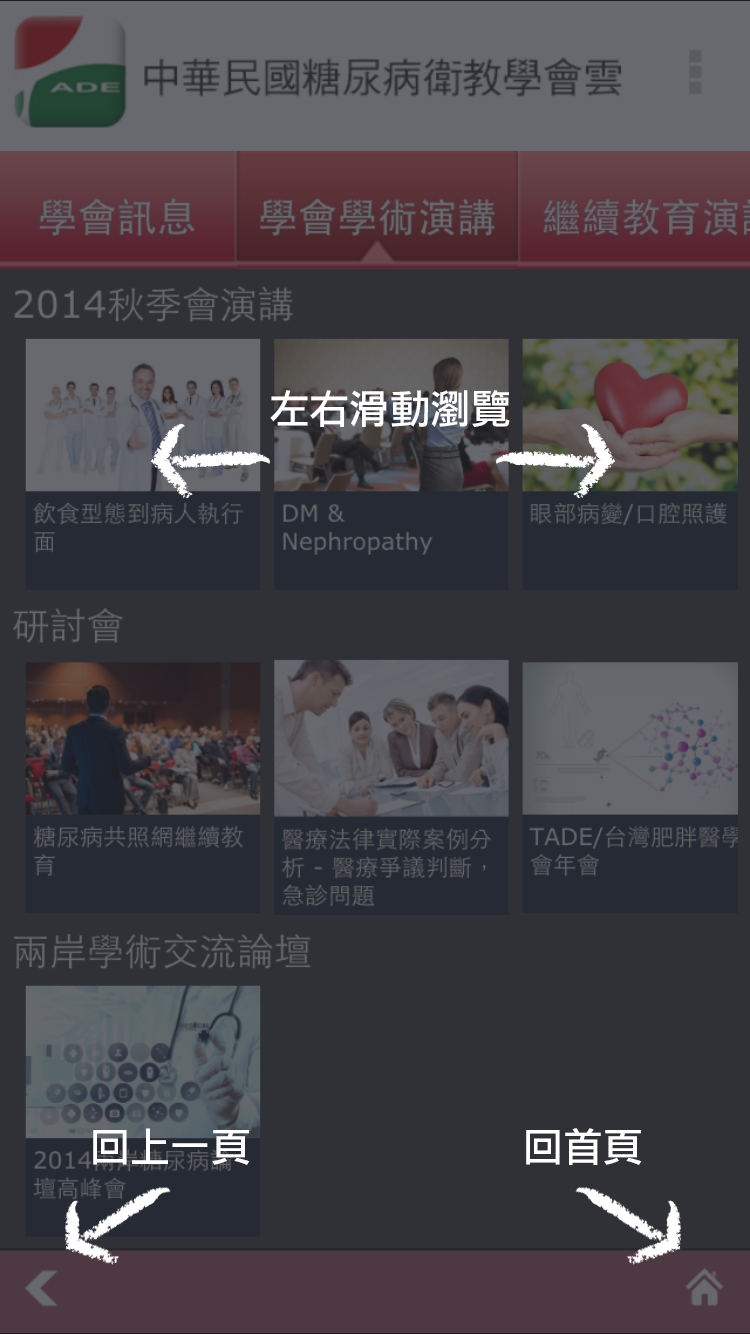 ADE
中華民國糖尿病衛教學會雲
學會訊息
學會學術演講
繼續教育演
2014秋季會演講
左右滑動瀏覽
飲食型態到病人執行
面
DM &
Nephropathy
眼部病變/口腔照護
研討會
糖尿病共照網繼續教
育
醫療法律實際案例分
析 - 醫療爭議判斷，
急診問題
TADE/台灣肥胖醫學
會年會
兩岸學術交流論壇
回上一頁
回首頁
2014兩岸糖尿病論
壇高峰會